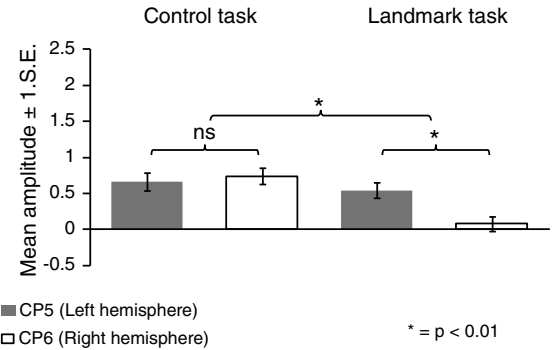 Control task Landmark task
Mean amplitude ± 1.S.E.
2.5
2
1.5
1
0.5
0
-0.5
ns
*
*
CP5 (Left hemisphere)
CP6 (Right hemisphere)
* = p < 0.01